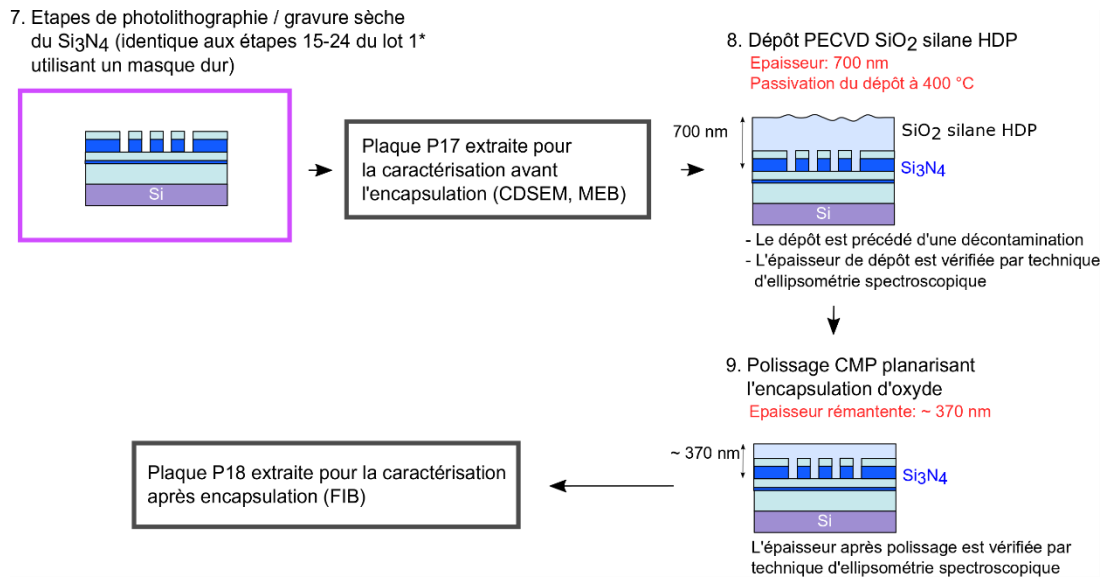 7. Etapes de photolithographie / gravure sèche
du Si3N4 (identique aux étapes 15-24 du lot 1*
utilisant un masque dur)
Si
Plaque P17 extraite pour
la caractérisation avant
l'encapsulation (CDSEM, MEB)
8. Dépôt PECVD SiO2 silane HDP
Epaisseur: 700 nm
Passivation du dépôt à 400 °C
700 nm
SiO2 silane HDP
Si3N4
Si
- Le dépôt est précédé d'une décontamination
- L'épaisseur de dépôt est vérifiée par technique
d'ellipsométrie spectroscopique
9. Polissage CMP planarisant
l'encapsulation d'oxyde
Epaisseur rémantente: ~ 370 nm
~ 370 nm
Si3N4
Si
L'épaisseur après polissage est vérifiée par
technique d'ellipsométrie spectroscopique
Plaque P18 extraite pour la caractérisation
après encapsulation (FIB)